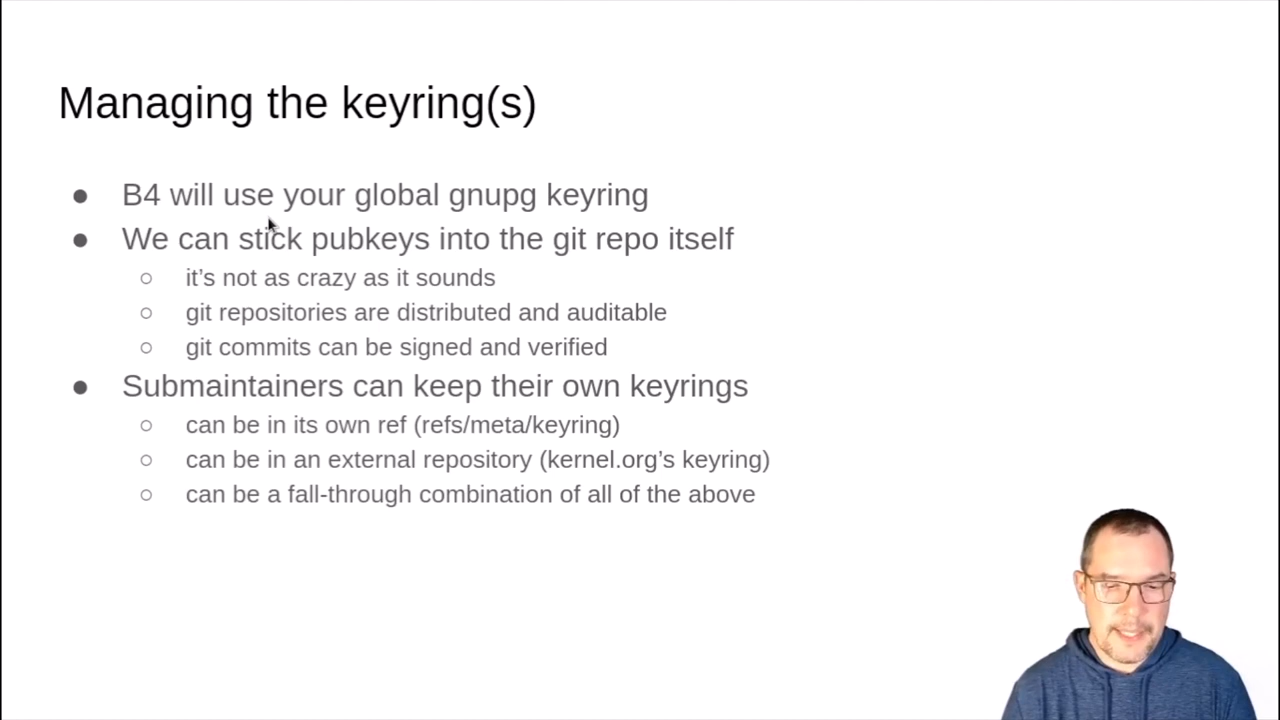 Managing the keyring(s)
● B4 will use your global gnupg keyring
● We can stick pubkeys into the git repo itself
○ it’s not as crazy as it sounds
○ git repositories are distributed and auditable
○ git commits can be signed and verified
● Submaintainers can keep their own keyrings
○ can be in its own ref (refs/meta/keyring)
○ can be in an external repository (kernel.org’s keyring)
○ can be a fall-through combination of all of the above